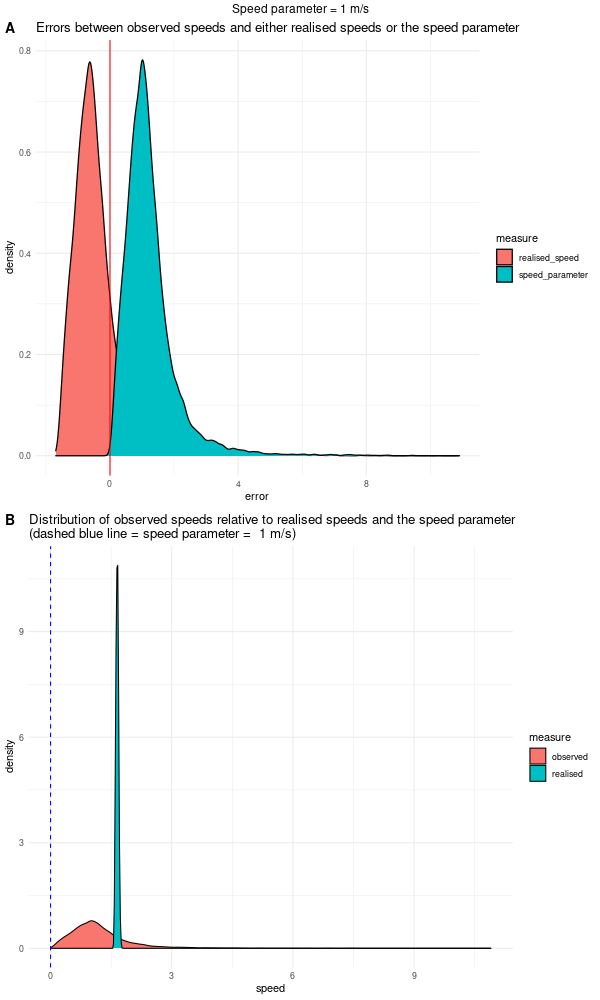 Speed parameter = 1 m/s
A Errors between observed speeds and either realised speeds or the speed parameter
0.8
0.6
0.4
0.2
0.0
density
0 4 8
error
measure
realised_speed
speed_parameter
B Distribution of observed speeds relative to realised speeds and the speed parameter
(dashed blue line = speed parameter =  1 m/s)
9
6
3
0
density
0 3 6 9
speed
measure
observed
realised